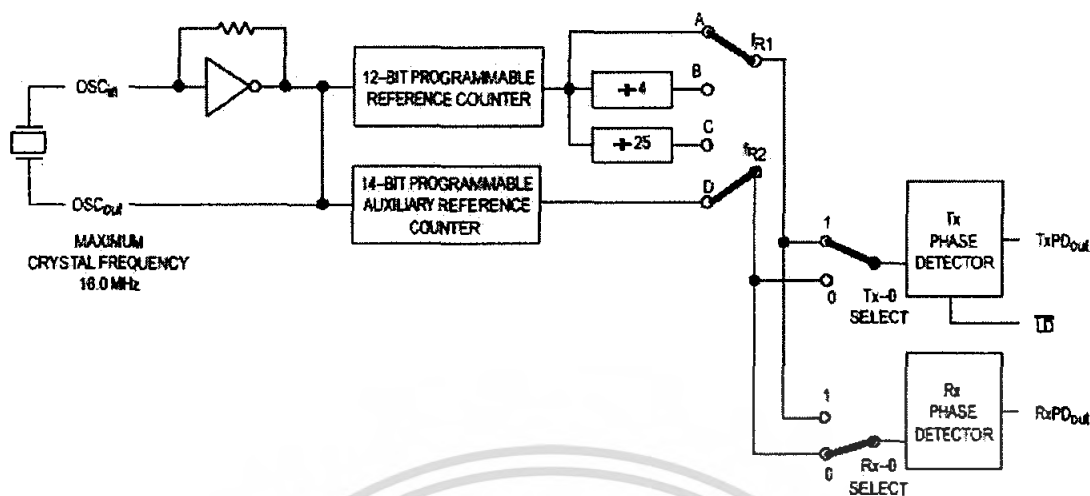 OSCin
OSCout
MAXIMUM
CRYSTAL FREQUENCY
16.0 MHz
12–BIT PROGRAMMABLE
REFERENCE COUNTER
14–BIT PROGRAMMABLE
AUXILIARY REFERENCE
COUNTER
÷4
÷25
A
B
C
D
fR1
fR2
1
0
Tx–0
SELECT
Tx
PHASE
DETECTOR
TxPDout
LD
1
0
Rx–0
SELECT
Rx
PHASE
DETECTOR
RxPDout